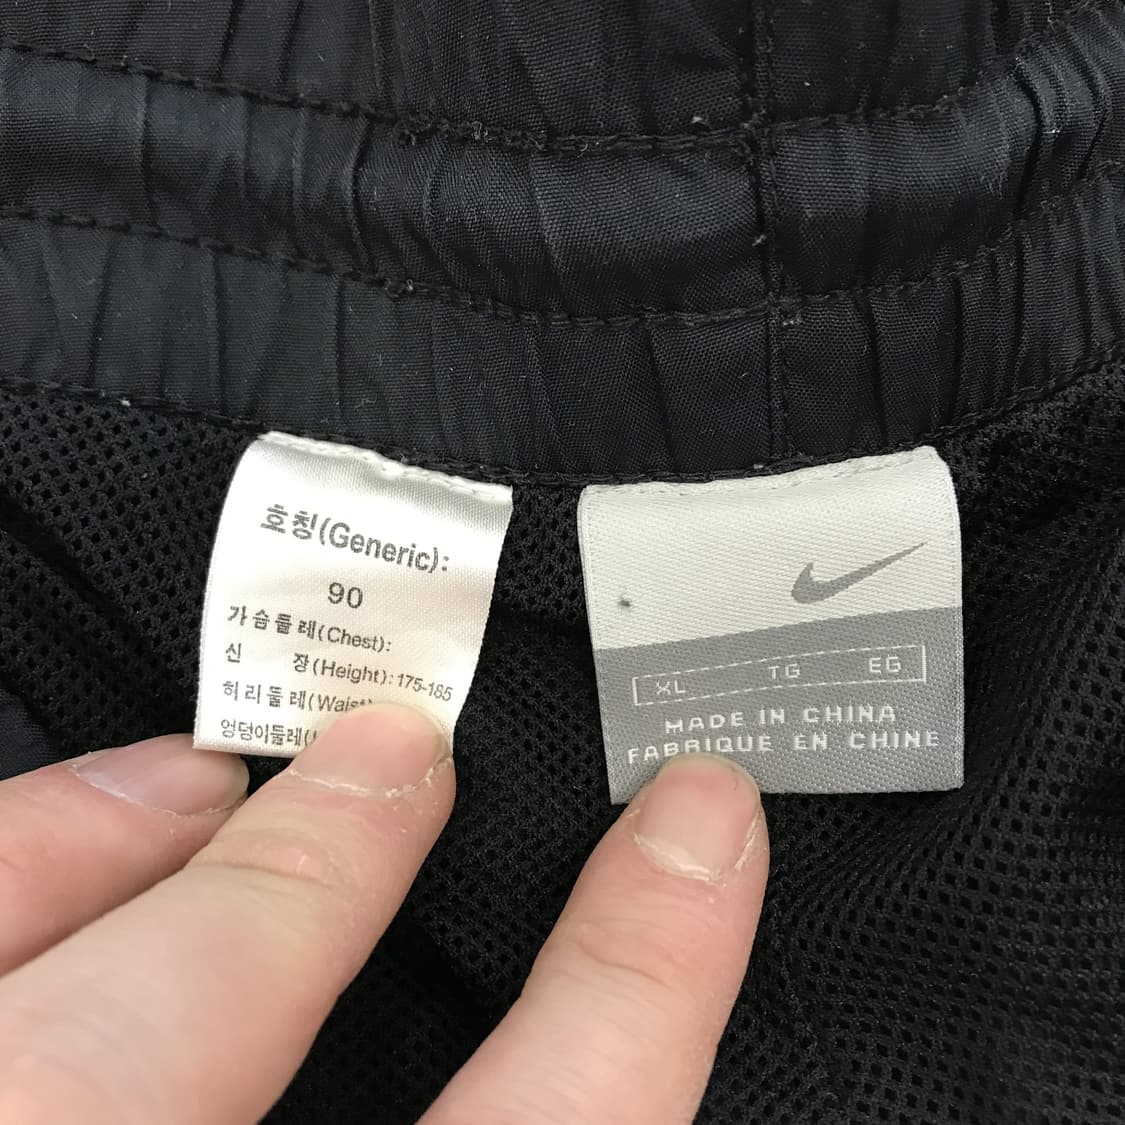 호칭(Generic):
90
가슴둘레(Chest):
신 장(Height):175-185
허리둘레(Waist)
엉덩이둘레(
XL TG EG
MADE IN CHINA
FABRIQUE EN CHINE